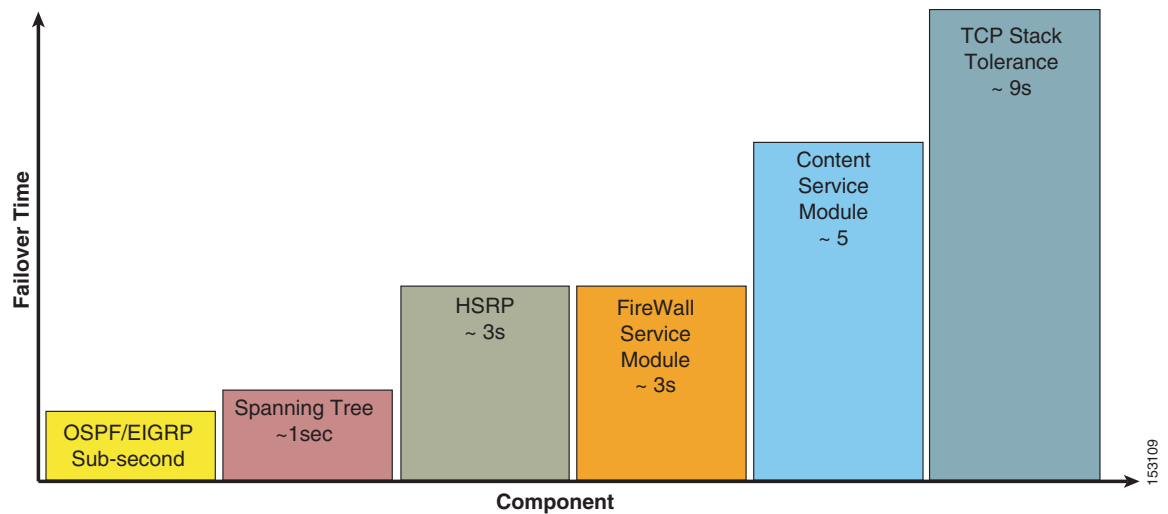 Failover Time
OSPF/EIGRP
Sub-second
Spanning Tree
~1sec
HSRP
~ 3s
FireWall
Service
Module
~ 3s
Content
Service
Module
~ 5
TCP Stack
Tolerance
~ 9s
Component
153109